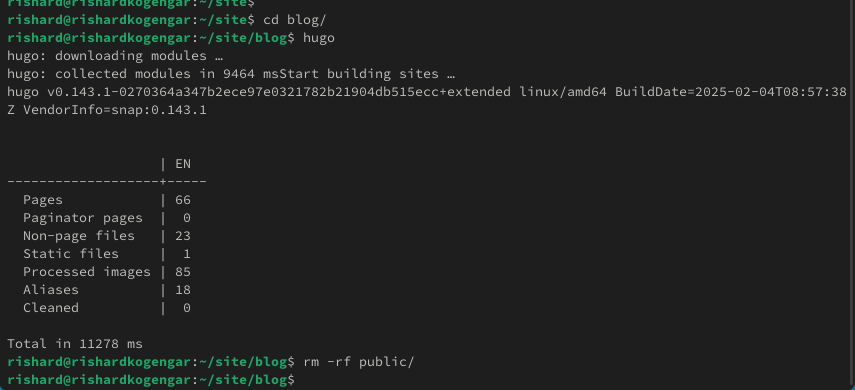 rishard@rishardkogengar:~/site$
rishard@rishardkogengar:~/site$ cd blog/
rishard@rishardkogengar:~/site/blog$ hugo
hugo: downloading modules …
hugo: collected modules in 9464 msStart building sites …
hugo v0.143.1-0270364a347b2ece97e0321782b21904db515ecc+extended linux/amd64 BuildDate=2025-02-04T08:57:38
Z VendorInfo=snap:0.143.1
                   | EN
-------------------+-----
  Pages            | 66
  Paginator pages  |  0
  Non-page files   | 23
  Static files     |  1
  Processed images | 85
  Aliases          | 18
  Cleaned          |  0
Total in 11278 ms
rishard@rishardkogengar:~/site/blog$ rm -rf public/
rishard@rishardkogengar:~/site/blog$